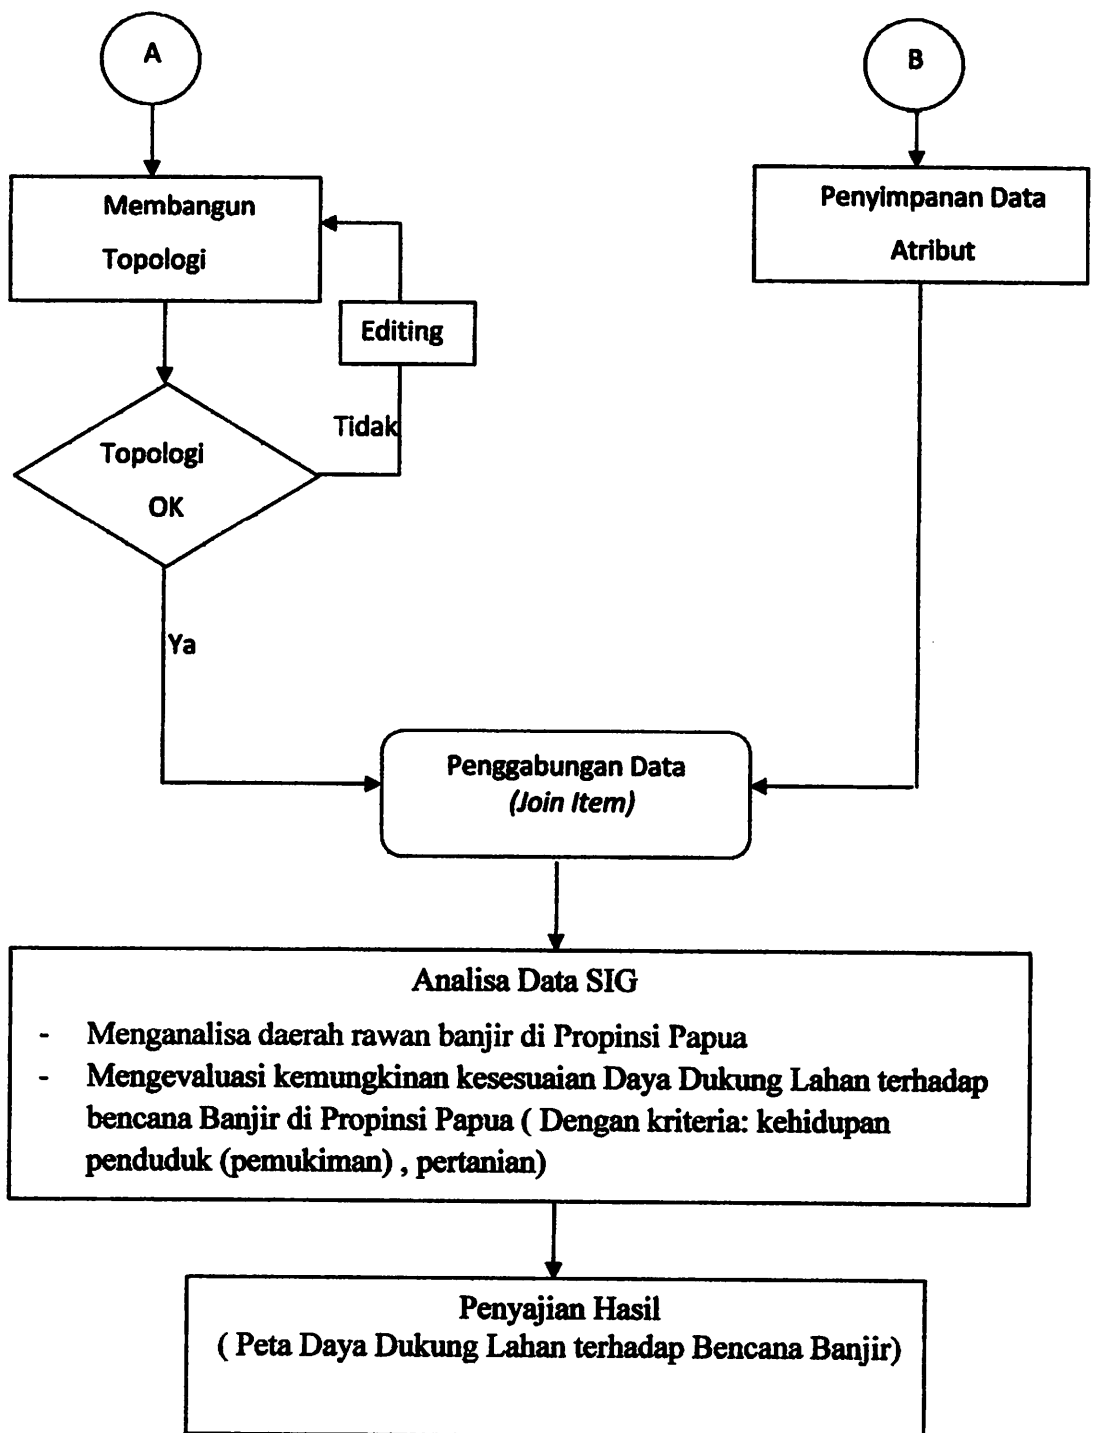 A
B
Membangun
Topologi
Penyimpanan Data
Atribut
Editing
Tidak
Topologi
OK
Ya
Penggabungan Data
(Join Item)
Analisa Data SIG
- Menganalisa daerah rawan banjir di Propinsi Papua
- Mengevaluasi kemungkinan kesesuaian Daya Dukung Lahan terhadap
bencana Banjir di Propinsi Papua ( Dengan kriteria: kehidupan
penduduk (pemukiman) , pertanian)
Penyajian Hasil
( Peta Daya Dukung Lahan terhadap Bencana Banjir)